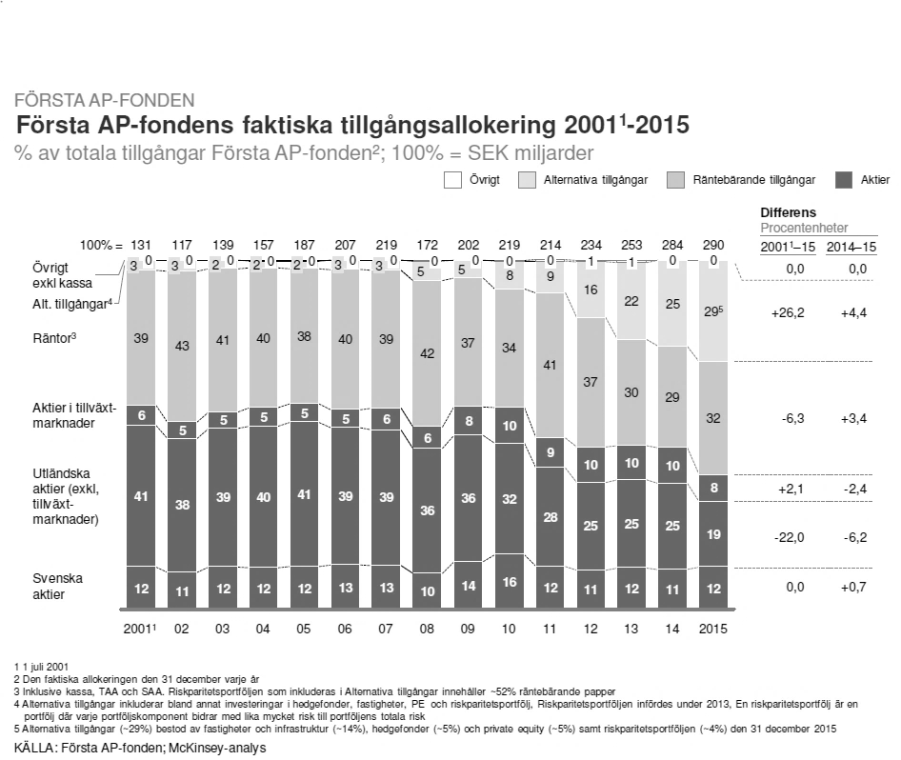 FÖRSTA AP-FONDEN
Första AP-fondens faktiska tillgångsallokering 2001¹-2015
% av totala tillgångar Första AP-fonden²; 100% = SEK miljarder
Övrigt Alternativa tillgångar Räntebärande tillgångar Aktier
Differens
Procentenheter
2001¹–15 2014–15
100% = 131 117 139 157 187 207 219 172 202 219 214 234 253 284 290
Övrigt
exkl kassa
0 0 0 0 0 0 0 0 0 0 0 1 1 0 0 0,0 0,0
Alt. tillgångar⁴
3 3 2 2 2 3 3 5 5 8 9 16 22 25 29⁵ +26,2 +4,4
Räntor³
39 43 41 40 38 40 39 42 37 34 41 37 30 29 32 -6,3 +3,4
Aktier i tillväxt-
marknader
6 5 5 5 5 5 6 6 8 10 9 10 10 10 8 +2,1 -2,4
Utländska
aktier (exkl,
tillväxt-
marknader)
41 38 39 40 41 39 39 36 36 32 28 25 25 25 19 -22,0 -6,2
Svenska
aktier
12 11 12 12 12 13 13 10 14 16 12 11 12 11 12 0,0 +0,7
2001¹ 02 03 04 05 06 07 08 09 10 11 12 13 14 2015
1 1 juli 2001
2 Den faktiska allokeringen den 31 december varje år
3 Inklusive kassa, TAA och SAA. Riskparitetsportföljen som inkluderas i Alternativa tillgångar innehåller ~52% räntebärande papper
4 Alternativa tillgångar inkluderar bland annat investeringar i hedgefonder, fastigheter, PE och riskparitetsportfölj, Riskparitetsportföljen infördes under 2013, En riskparitetsportfölj är en
portfölj där varje portföljskomponent bidrar med lika mycket risk till portföljens totala risk
5 Alternativa tillgångar (~29%) bestod av fastigheter och infrastruktur (~14%), hedgefonder (~5%) och private equity (~5%) samt riskparitetsportföljen (~4%) den 31 december 2015
KÄLLA: Första AP-fonden; McKinsey-analys